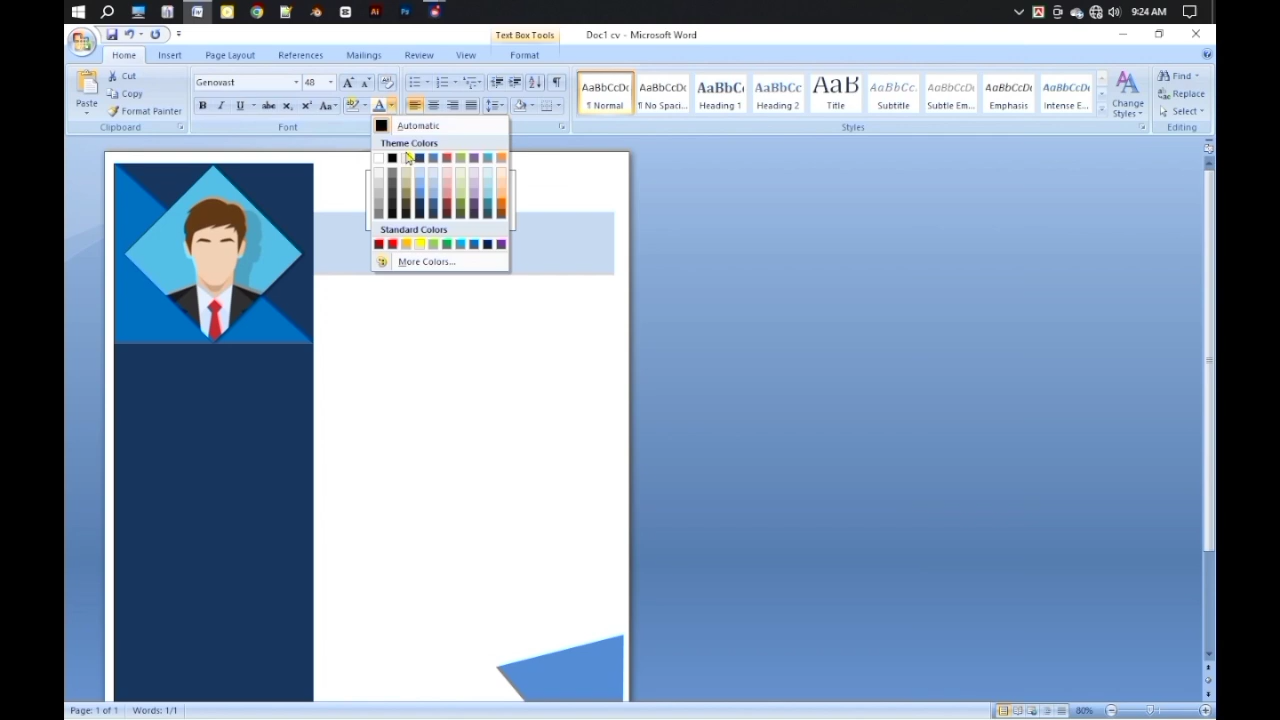 9:24 AM
Text Box Tools
Doc1 cv - Microsoft Word
Home Insert Page Layout References Mailings Review View Format
Paste
Cut
Copy
Format Painter
Clipboard
Genovast 48
Font
AaBbCcDc AaBbCcDc AaBbC AaBbCc AaB AaBbCc. AaBbCcDc AaBbCcDc AaBbCcDc
¶ Normal ¶ No Spaci... Heading 1 Heading 2 Title Subtitle Subtle Em... Emphasis Intense E...
Change Styles
Styles
Find
Replace
Select
Editing
Automatic
Theme Colors
Standard Colors
More Colors...
Page: 1 of 1 Words: 1/1 80%